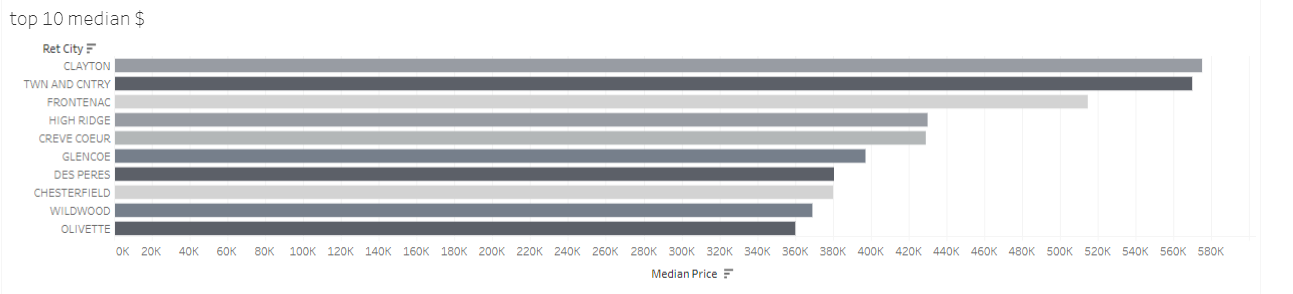 top 10 median $
Ret City
CLAYTON
TWN AND CNTRY
FRONTENAC
HIGH RIDGE
CREVE COEUR
GLENCOE
DES PERES
CHESTERFIELD
WILDWOOD
OLIVETTE
0K 20K 40K 60K 80K 100K 120K 140K 160K 180K 200K 220K 240K 260K 280K 300K 320K 340K 360K 380K 400K 420K 440K 460K 480K 500K 520K 540K 560K 580K
Median Price